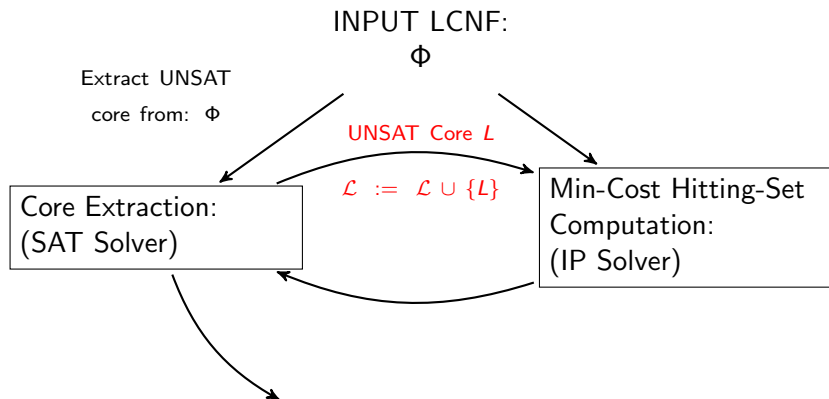 INPUT LCNF:
Φ
Extract UNSAT
core from: Φ
UNSAT Core L
ℒ := ℒ ∪ {L}
Core Extraction:
(SAT Solver)
Min-Cost Hitting-Set
Computation:
(IP Solver)